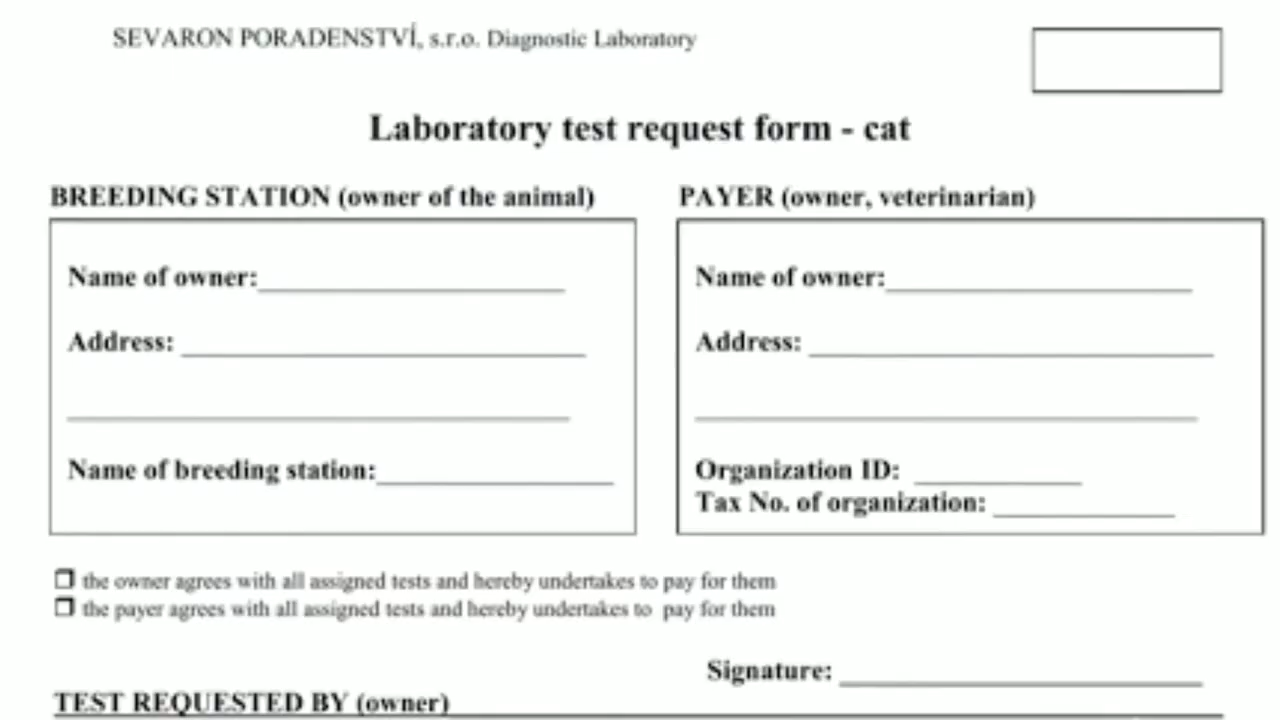 SEVARON PORADENSTVÍ, s.r.o. Diagnostic Laboratory
Laboratory test request form - cat
BREEDING STATION (owner of the animal)
Name of owner:
Address:
Name of breeding station:
PAYER (owner, veterinarian)
Name of owner:
Address:
Organization ID:
Tax No. of organization:
the owner agrees with all assigned tests and hereby undertakes to pay for them
the payer agrees with all assigned tests and hereby undertakes to pay for them
Signature:
TEST REQUESTED BY (owner)